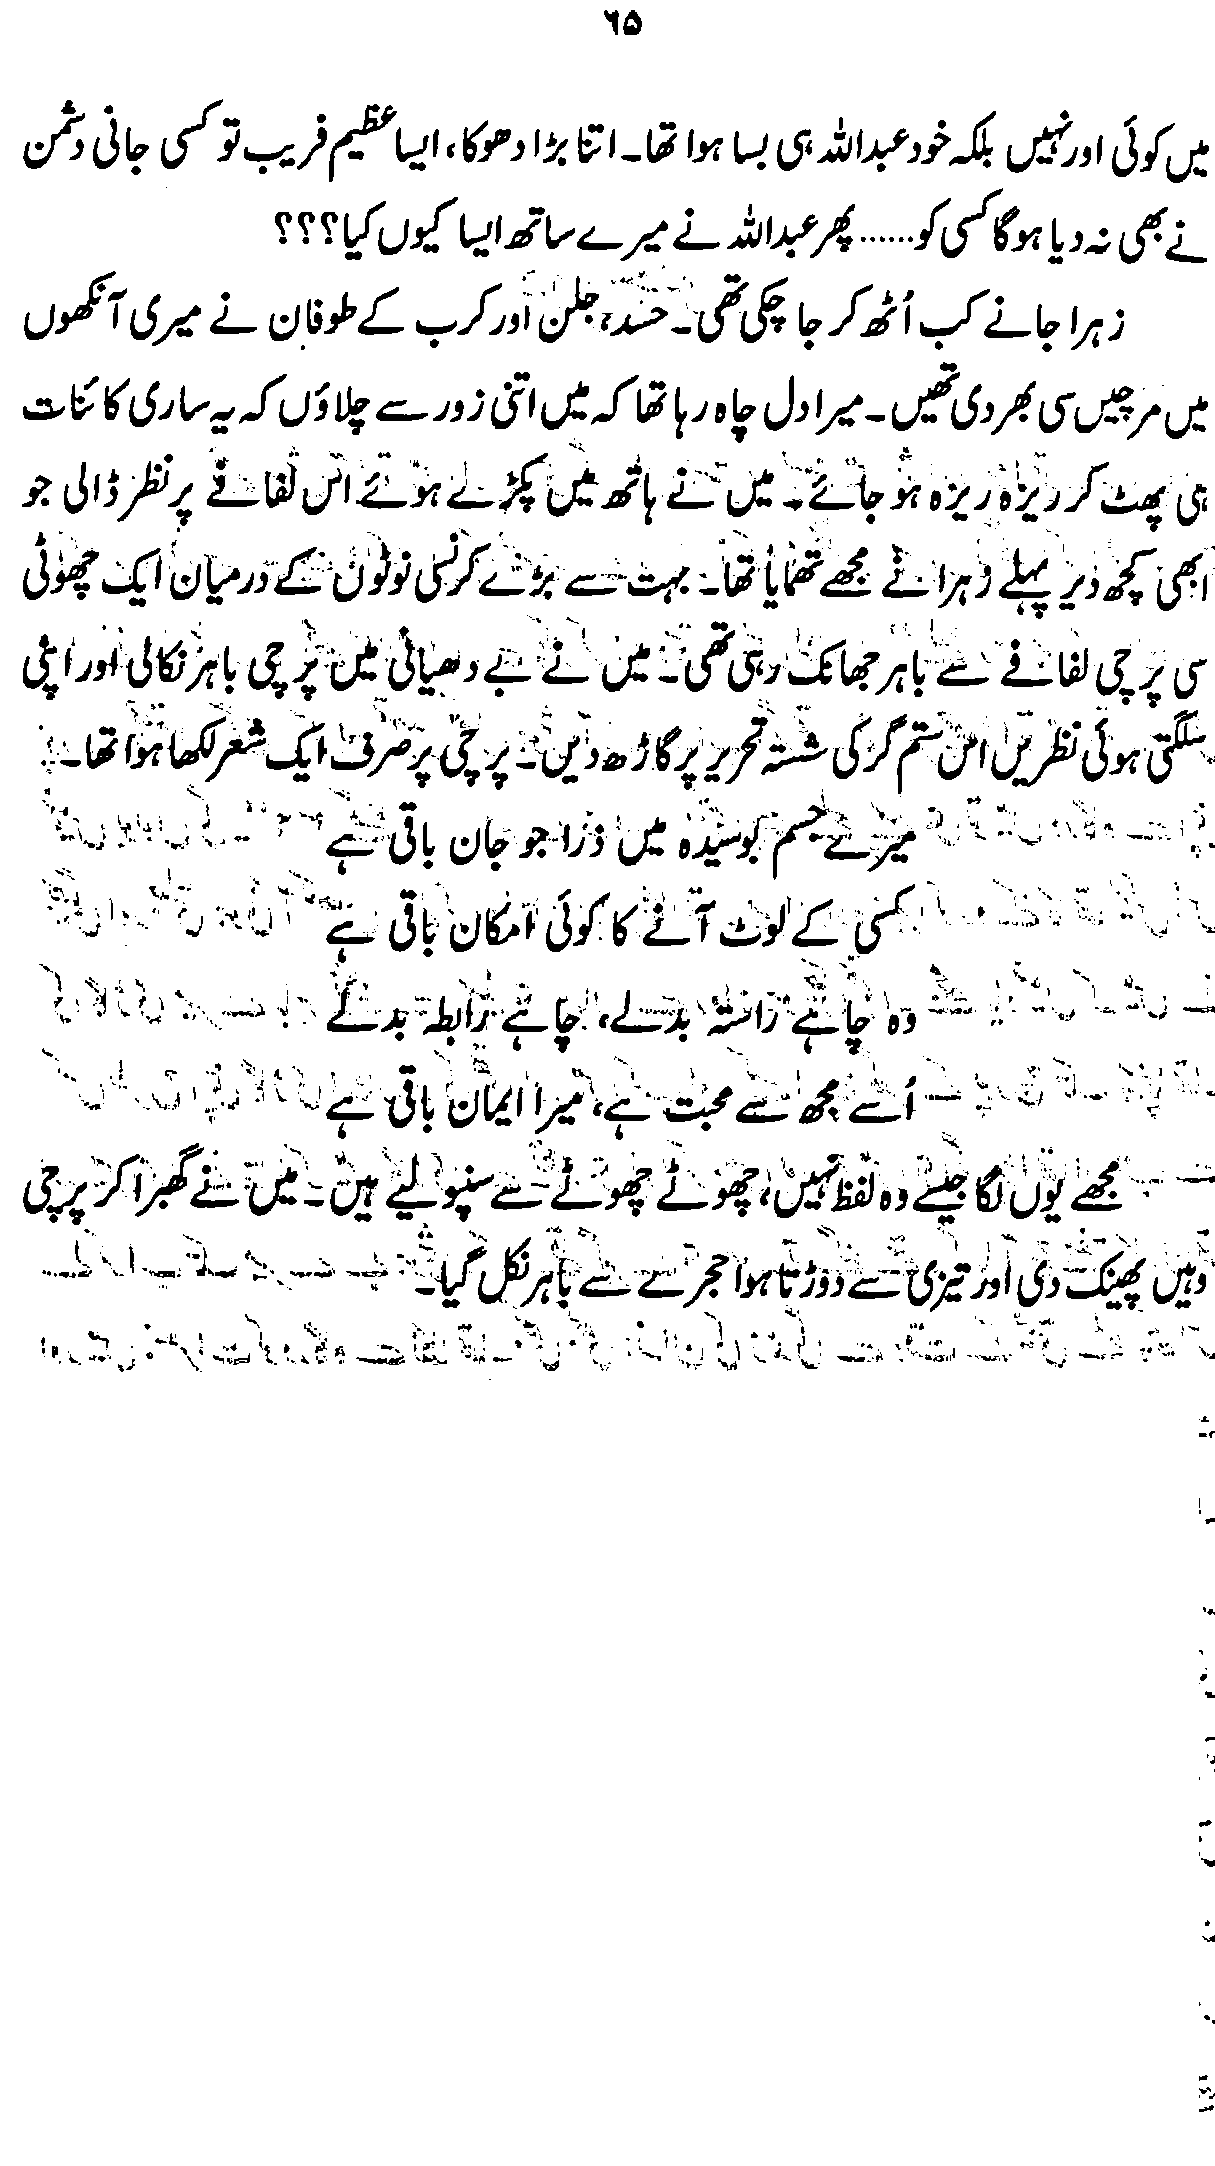 ۶۵
میں کوئی اور نہیں بلکہ خود عبداللہ ہی بسا ہوا تھا۔ اتنا بڑا دھوکا، ایسا عظیم فریب تو کسی جانی دشمن
نے بھی نہ دیا ہوگا کسی کو...... پھر عبداللہ نے میرے ساتھ ایسا کیوں کیا؟؟؟
زہرا جانے کب اُٹھ کر جا چکی تھی۔ حسد، جلن اور کرب کے طوفان نے میری آنکھوں
میں مرچیں سی بھر دی تھیں۔ میرا دل چاہ رہا تھا کہ میں اتنی زور سے چلاؤں کہ یہ ساری کائنات
ہی پھٹ کر ریزہ ریزہ ہو جائے۔ میں نے ہاتھ میں پکڑے ہوئے اس لفافے پر نظر ڈالی جو
ابھی کچھ دیر پہلے زہرا نے مجھے تھمایا تھا۔ بہت سے بڑے کرنسی نوٹوں کے درمیان ایک چھوٹی
سی پرچی لفافے سے باہر جھانک رہی تھی۔ میں نے بے دھیانی میں پرچی باہر نکالی اور اپنی
سلگتی ہوئی نظریں اس ستم گر کی شستہ تحریر پر گاڑھ دیں۔ پرچی پر صرف ایک شعر لکھا ہوا تھا۔
میرے جسم بوسیدہ میں ذرا جو جان باقی ہے
کسی کے لوٹ آنے کا کوئی امکان باقی ہے
وہ چاہے راستہ بدلے، چاہے رابطہ بدلے
اُسے مجھ سے محبت ہے، میرا ایمان باقی ہے
مجھے یوں لگا جیسے وہ لفظ نہیں، چھوٹے چھوٹے سے سنپولیے ہیں۔ میں نے گھبرا کر پرچی
وہیں پھینک دی اور تیزی سے دوڑتا ہوا حجرے سے باہر نکل گیا۔